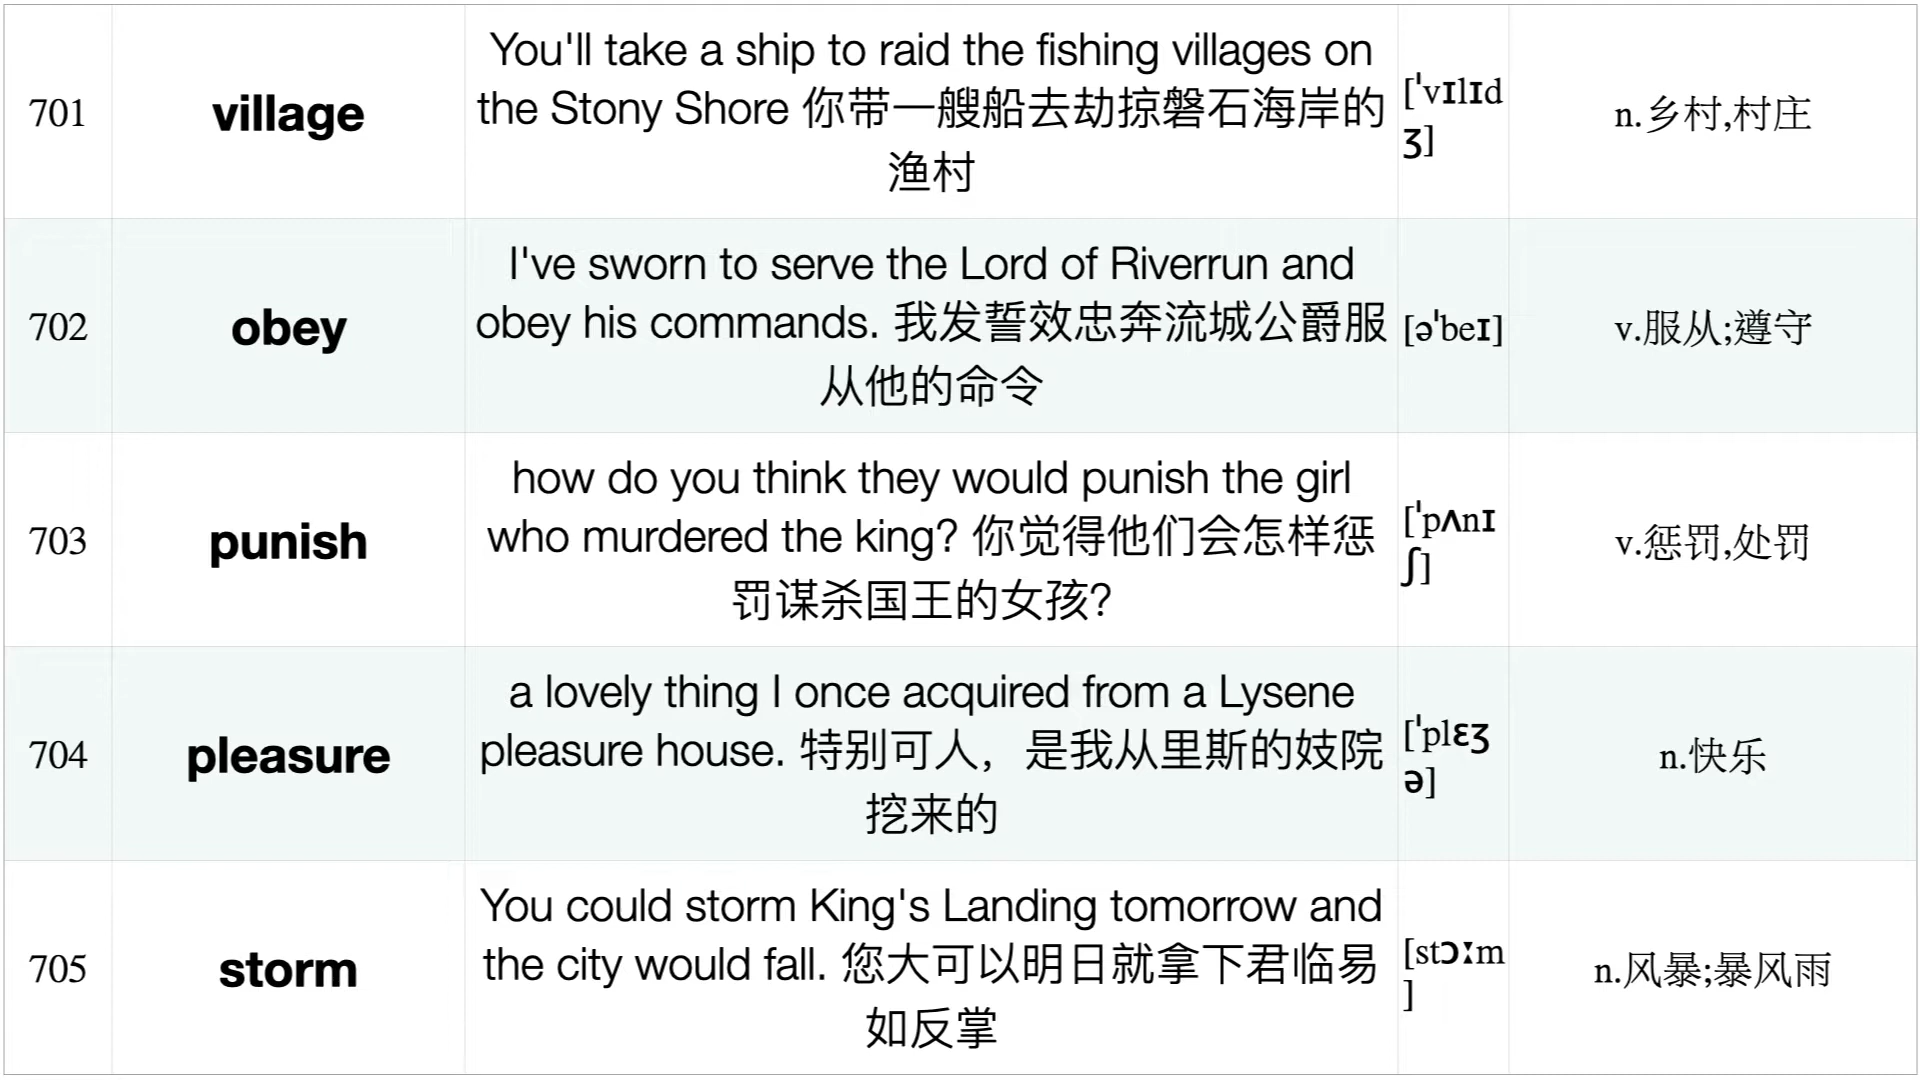 701
village
You'll take a ship to raid the fishing villages on
the Stony Shore 你带一艘船去劫掠磐石海岸的
渔村
[ˈvɪlɪd
ʒ]
n.乡村,村庄
702
obey
I've sworn to serve the Lord of Riverrun and
obey his commands. 我发誓效忠奔流城公爵服
从他的命令
[əˈbeɪ]
v.服从;遵守
703
punish
how do you think they would punish the girl
who murdered the king? 你觉得他们会怎样惩
罚谋杀国王的女孩?
[ˈpʌnɪ
ʃ]
v.惩罚,处罚
704
pleasure
a lovely thing I once acquired from a Lysene
pleasure house. 特别可人，是我从里斯的妓院
挖来的
[ˈplɛʒ
ə]
n.快乐
705
storm
You could storm King's Landing tomorrow and
the city would fall. 您大可以明日就拿下君临易
如反掌
[stɔːm
]
n.风暴;暴风雨